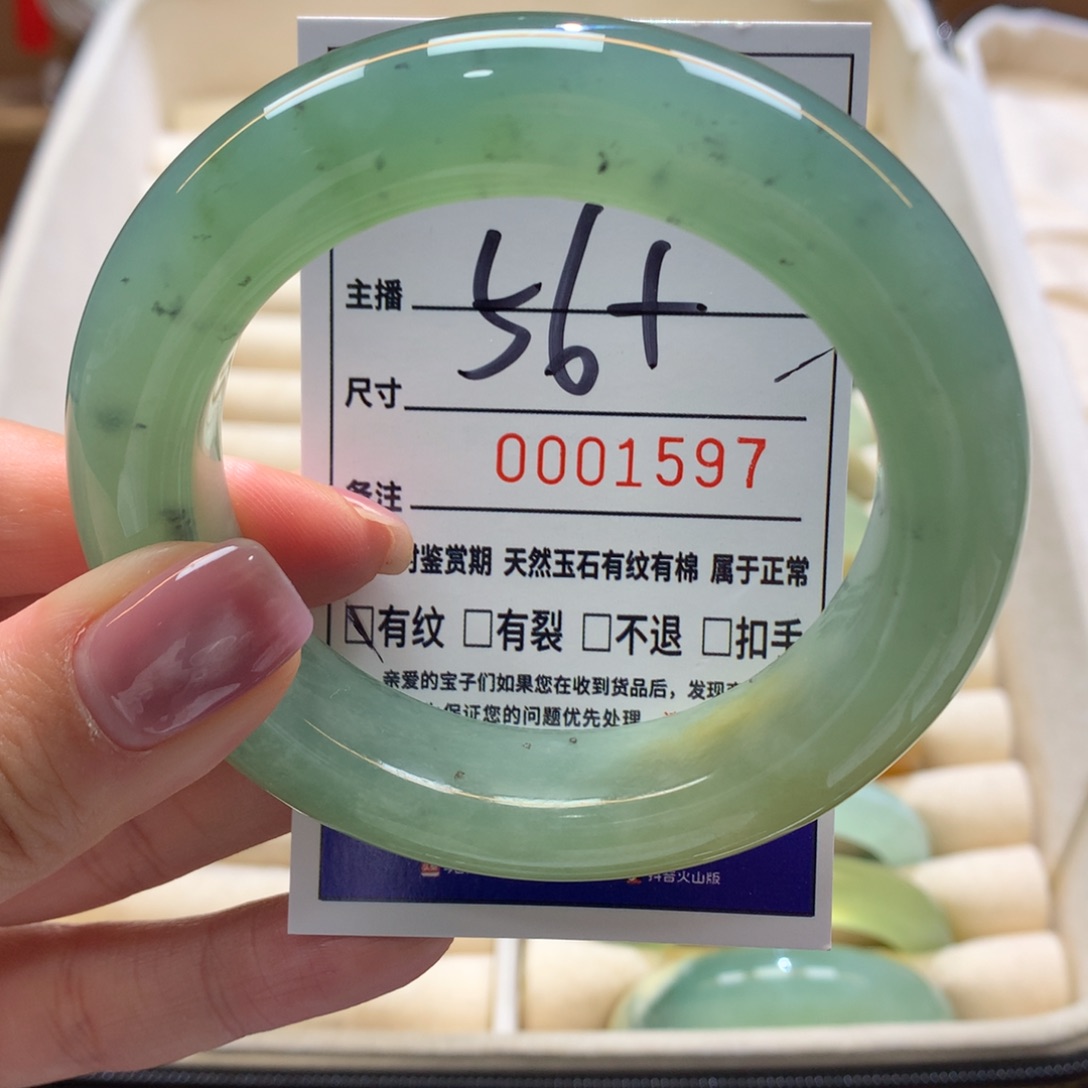 主播 56+
尺寸
0001597
备注
时鉴赏期 天然玉石有纹有棉 属于正常
☑有纹 □有裂 □不退 □扣手
亲爱的宝子们如果您在收到货品后，发现
保证您的问题优先处理
抖音火山版